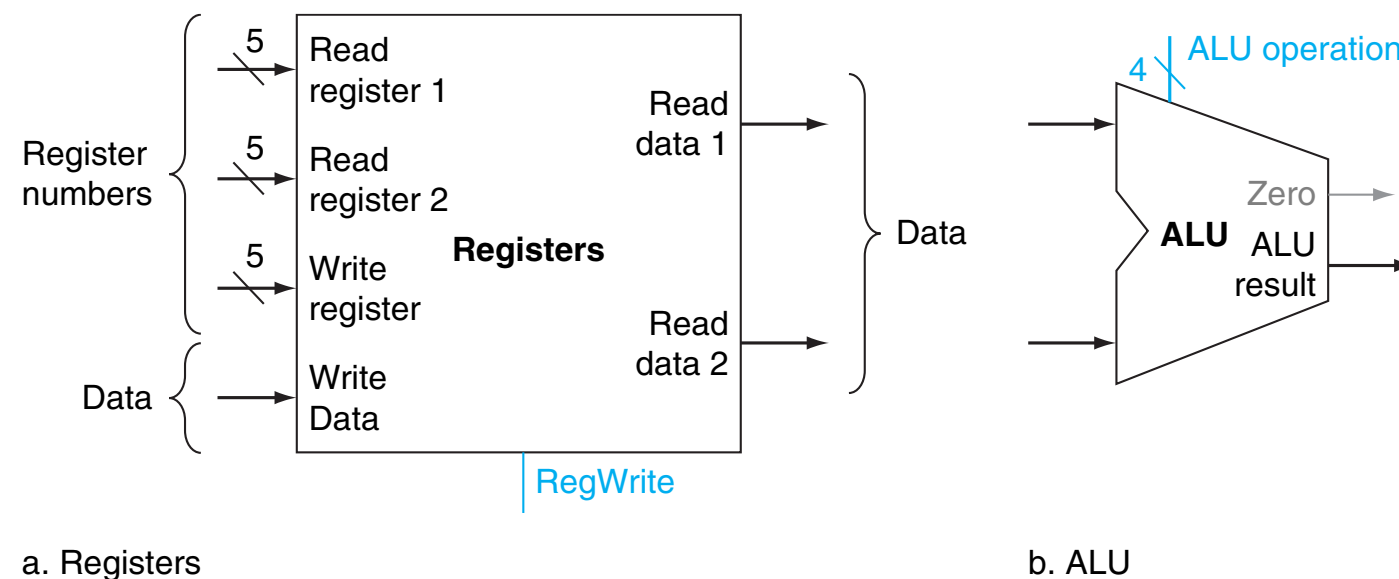 5
Read
register 1
5
Read
register 2
5
Write
register
Write
Data
Register
numbers
Data
Registers
Read
data 1
Read
data 2
Data
RegWrite
4
ALU operation
Zero
ALU
ALU
result
a. Registers
b. ALU